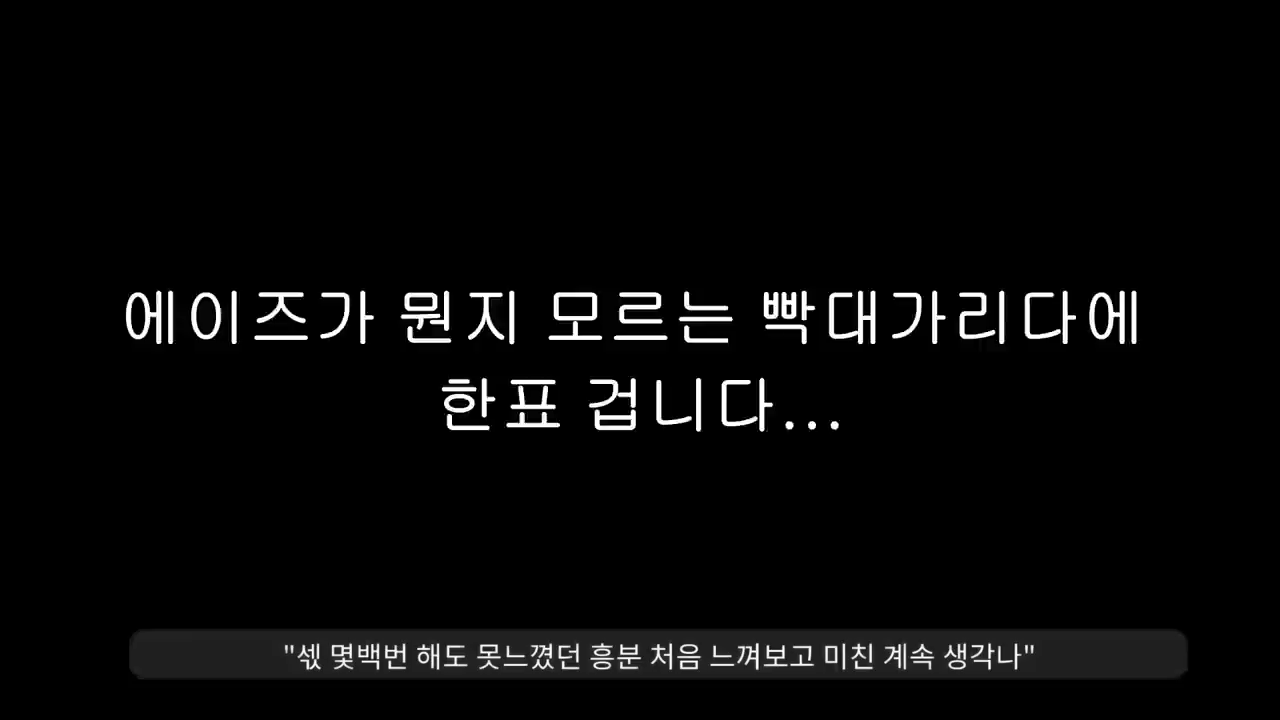 에이즈가 뭔지 모르는 빡대가리다에
한표 겁니다...
"섻 몇백번 해도 못느꼈던 흥분 처음 느껴보고 미친 계속 생각나"